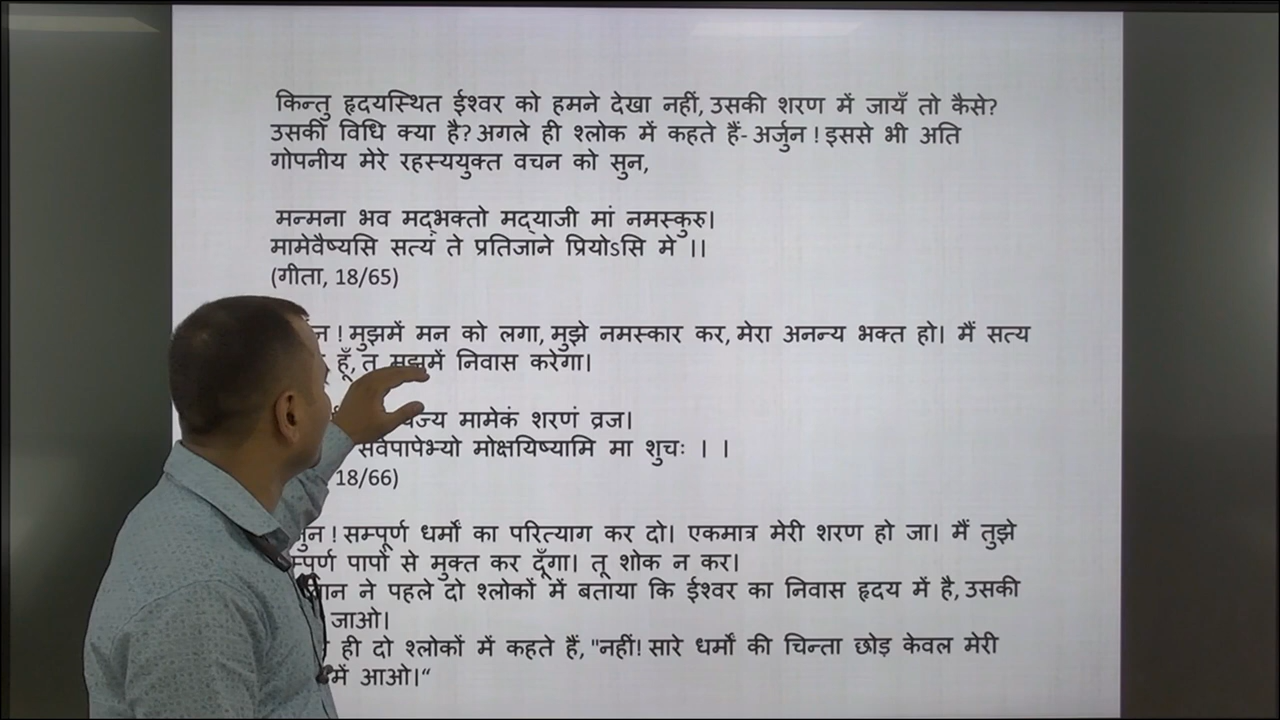 किन्तु हृदयस्थित ईश्वर को हमने देखा नहीं, उसकी शरण में जायँ तो कैसे?
उसकी विधि क्या है? अगले ही श्लोक में कहते हैं- अर्जुन ! इससे भी अति
गोपनीय मेरे रहस्ययुक्त वचन को सुन,
मन्मना भव मद्भक्तो मद्याजी मां नमस्कुरु।
मामेवैष्यसि सत्यं ते प्रतिजाने प्रियोऽसि मे ।।
(गीता, 18/65)
! मुझमें मन को लगा, मुझे नमस्कार कर, मेरा अनन्य भक्त हो। मैं सत्य
हूँ, तू मुझमें निवास करेगा।
मामेकं शरणं व्रज।
सर्वपापेभ्यो मोक्षयिष्यामि मा शुचः । ।
18/66)
! सम्पूर्ण धर्मों का परित्याग कर दो। एकमात्र मेरी शरण हो जा। मैं तुझे
पापों से मुक्त कर दूँगा। तू शोक न कर।
ने पहले दो श्लोकों में बताया कि ईश्वर का निवास हृदय में है, उसकी
जाओ।
ही दो श्लोकों में कहते हैं, "नहीं! सारे धर्मों की चिन्ता छोड़ केवल मेरी
में आओ।“